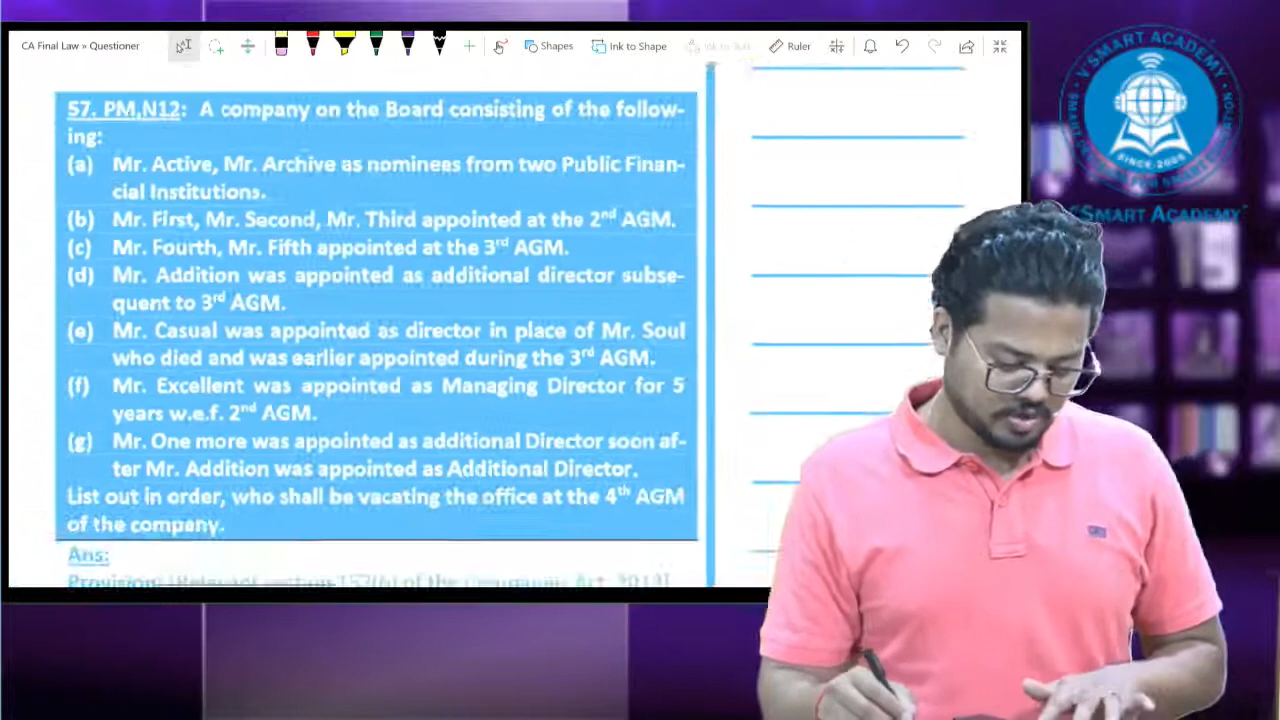 CA Final Law » Questioner
Shapes
Ink to Shape
Ruler
57. PM,N12: A company on the Board consisting of the follow-
ing:
(a) Mr. Active, Mr. Archive as nominees from two Public Finan-
cial Institutions.
(b) Mr. First, Mr. Second, Mr. Third appointed at the 2nd AGM.
(c) Mr. Fourth, Mr. Fifth appointed at the 3rd AGM.
(d) Mr. Addition was appointed as additional director subse-
quent to 3rd AGM.
(e) Mr. Casual was appointed as director in place of Mr. Soul
who died and was earlier appointed during the 3rd AGM.
(f) Mr. Excellent was appointed as Managing Director for 5
years w.e.f. 2nd AGM.
(g) Mr. One more was appointed as additional Director soon af-
ter Mr. Addition was appointed as Additional Director.
List out in order, who shall be vacating the office at the 4th AGM
of the company.
Ans:
V'SMART ACADEMY
SINCE-2008
V'SMART ACADEMY